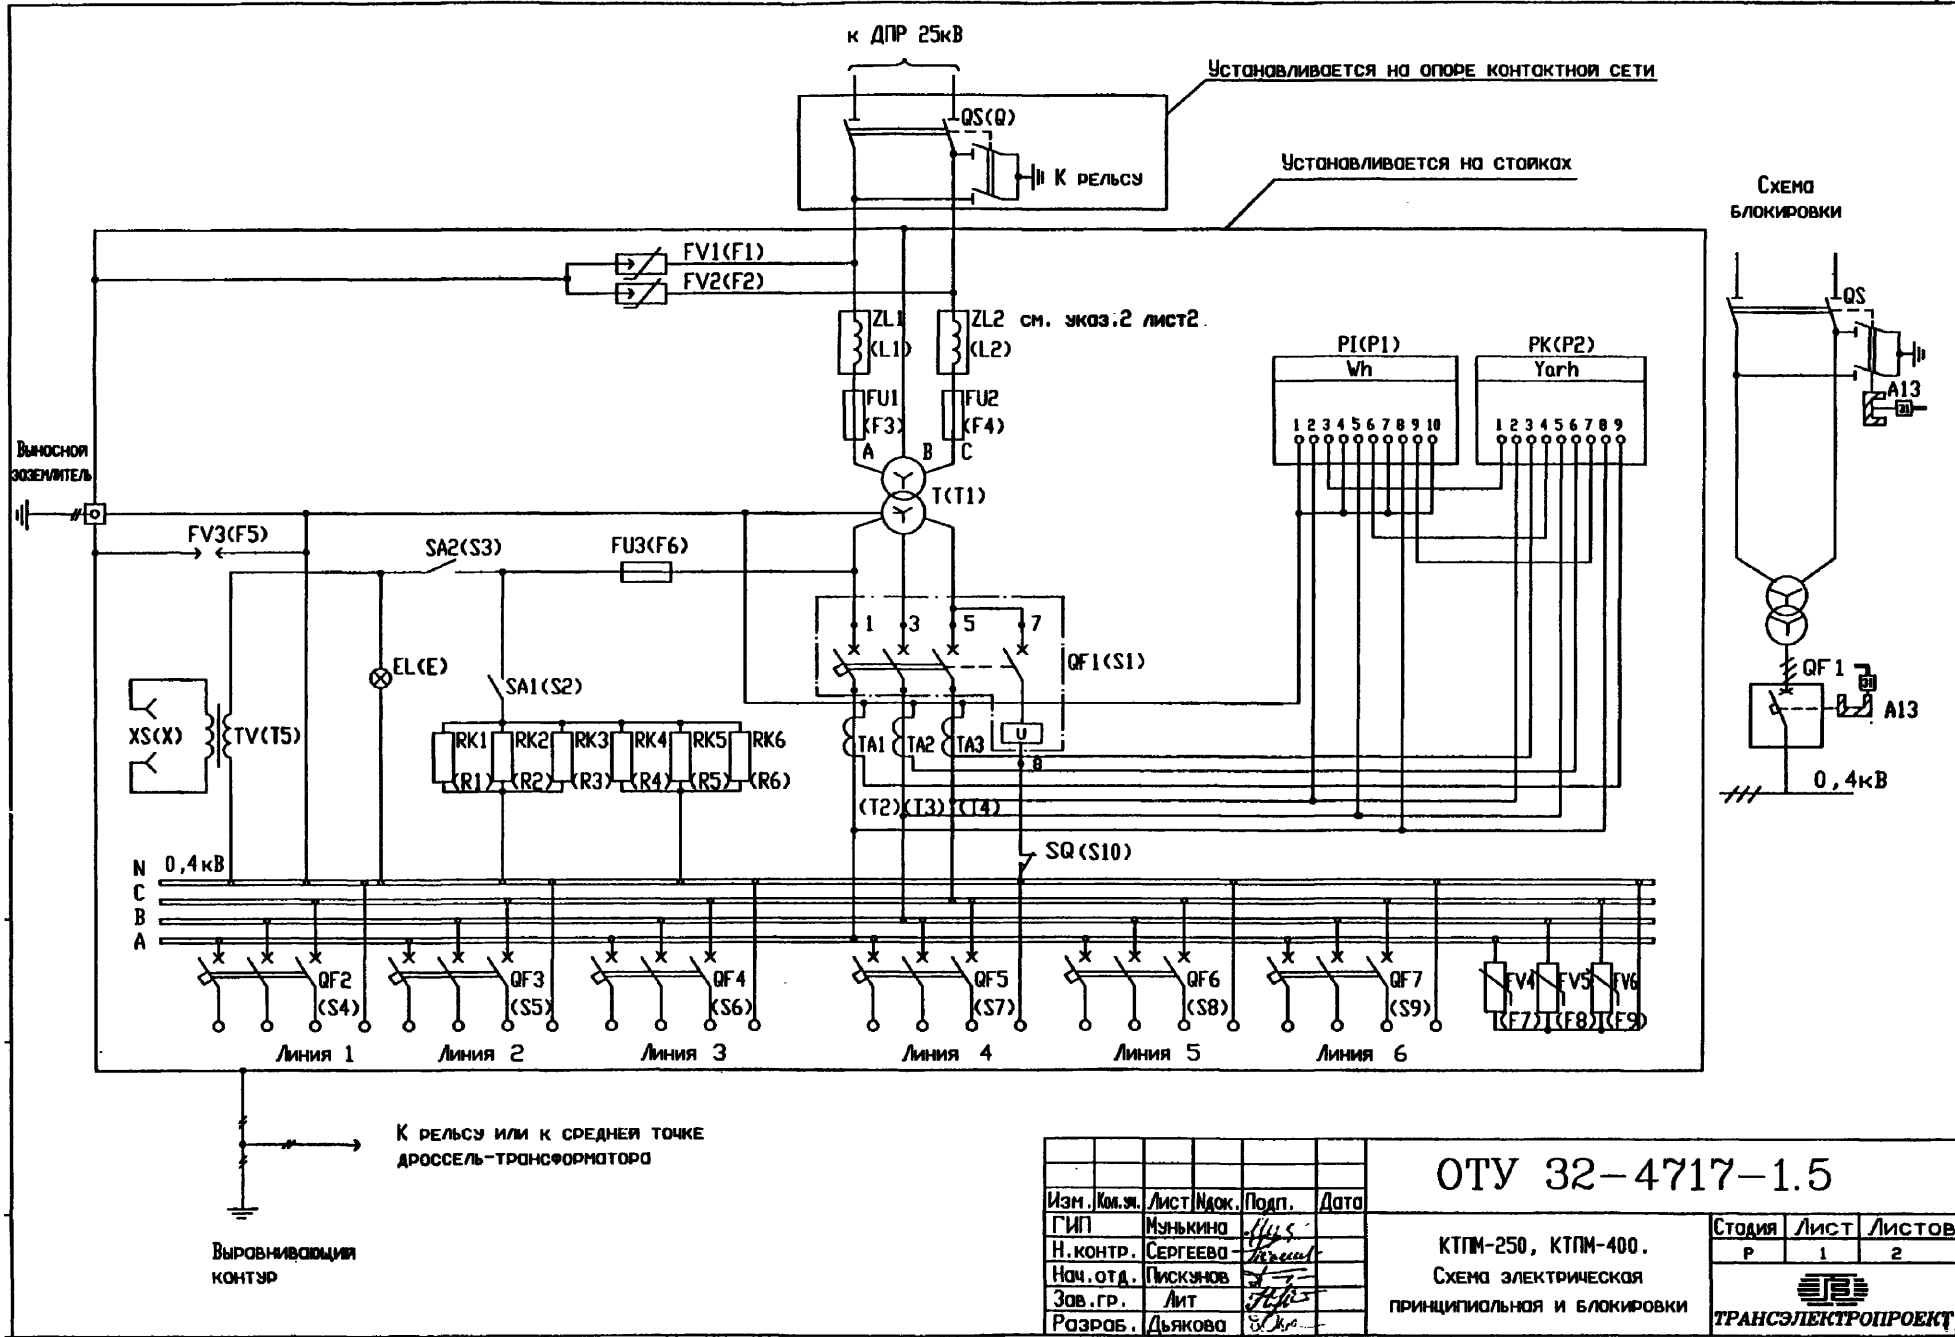 к ДПР 25кВ
Устанавливается на опоре контактной сети
QS(Q)
К рельсу
Устанавливается на стойках
Схема
блокировки
FV1(F1)
FV2(F2)
ZL1
(L1)
ZL2 см. указ.2 лист2
(L2)
FU1
(F3)
FU2
(F4)
A B C
T(T1)
PI(P1)
Wh
1 2 3 4 5 6 7 8 9 10
PK(P2)
Yarh
1 2 3 4 5 6 7 8 9
QS
A13
ЭП
Выносной
заземлитель
FV3(F5)
SA2(S3)
FU3(F6)
1 3 5 7
QF1(S1)
EL(E)
SA1(S2)
XS(X)
TV(T5)
RK1 RK2 RK3 RK4 RK5 RK6
(R1) (R2) (R3) (R4) (R5) (R6)
TA1 TA2 TA3
U
8
(T2) (T3) (T4)
SQ(S10)
QF1
A13
0,4кВ
N 0,4кВ
C
B
A
QF2
(S4)
QF3
(S5)
QF4
(S6)
QF5
(S7)
QF6
(S8)
QF7
(S9)
FV4 FV5 FV6
(F7) (F8) (F9)
Линия 1
Линия 2
Линия 3
Линия 4
Линия 5
Линия 6
К рельсу или к средней точке
дроссель-трансформатора
Выравнивающий
контур
ОТУ 32-4717-1.5
Изм. Кол.уч. Лист Nдок. Подп. Дата
ГИП Мунькина
Н.контр. Сергеева
Нач.отд. Пискунов
Зав.гр. Лит
Разраб. Дьякова
КТПМ-250, КТПМ-400.
Схема электрическая
принципиальная и блокировки
Стадия Лист Листов
Р 1 2
ТРАНСЭЛЕКТРОПРОЕКТ